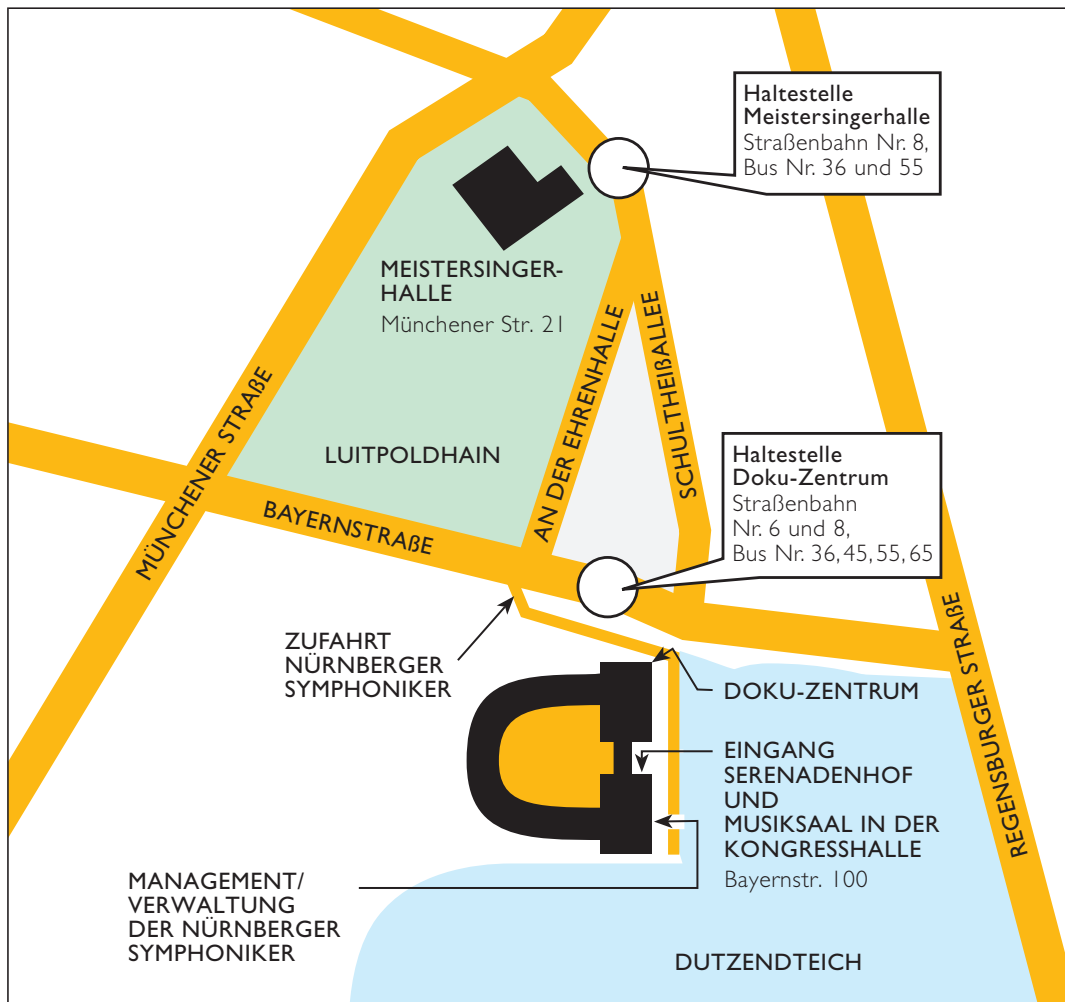 Haltestelle
Meistersingerhalle
Straßenbahn Nr. 8,
Bus Nr. 36 und 55
MEISTERSINGER-
HALLE
Münchener Str. 21
MÜNCHENER STRAßE
LUITPOLDHAIN
BAYERNSTRAßE
AN DER EHRENHALLE
SCHULTHEIßALLEE
Haltestelle
Doku-Zentrum
Straßenbahn
Nr. 6 und 8,
Bus Nr. 36, 45, 55, 65
REGENSBURGER STRAßE
ZUFAHRT
NÜRNBERGER
SYMPHONIKER
DOKU-ZENTRUM
EINGANG
SERENADENHOF
UND
MUSIKSAAL IN DER
KONGRESSHALLE
Bayernstr. 100
MANAGEMENT/
VERWALTUNG
DER NÜRNBERGER
SYMPHONIKER
DUTZENDTEICH